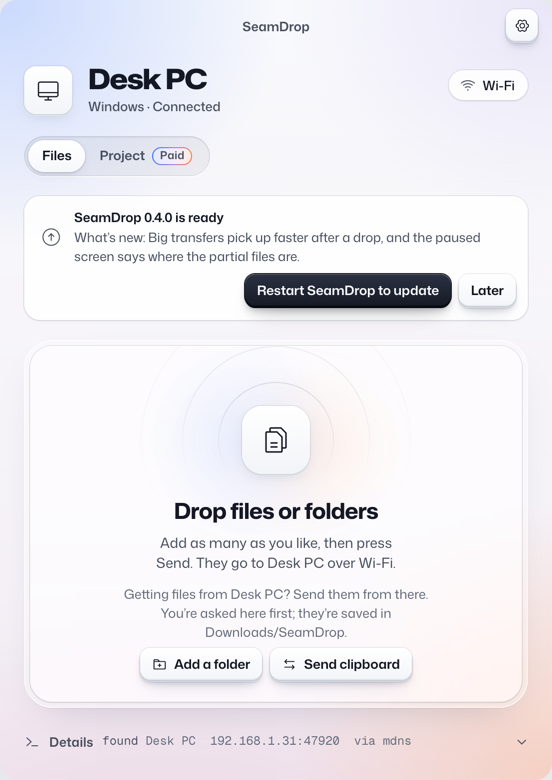 SeamDrop
Desk PC
Windows · Connected
Wi-Fi
Files
Project
Paid
SeamDrop 0.4.0 is ready
What's new: Big transfers pick up faster after a drop, and the paused
screen says where the partial files are.
Restart SeamDrop to update
Later
Drop files or folders
Add as many as you like, then press
Send. They go to Desk PC over Wi-Fi.
Getting files from Desk PC? Send them from there.
You're asked here first; they're saved in
Downloads/SeamDrop.
Add a folder
Send clipboard
Details found Desk PC 192.168.1.31:47920 via mdns